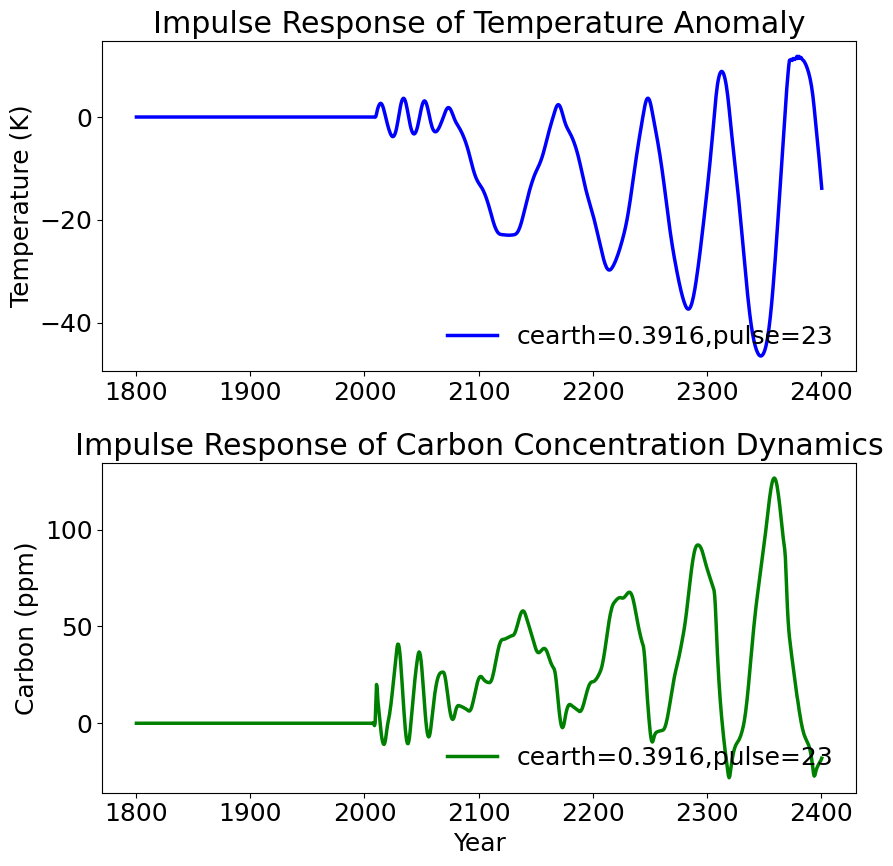 Impulse Response of Temperature Anomaly
Temperature (K)
0
−20
−40
cearth=0.3916,pulse=23
1800 1900 2000 2100 2200 2300 2400
Impulse Response of Carbon Concentration Dynamics
Carbon (ppm)
100
50
0
cearth=0.3916,pulse=23
1800 1900 2000 2100 2200 2300 2400
Year